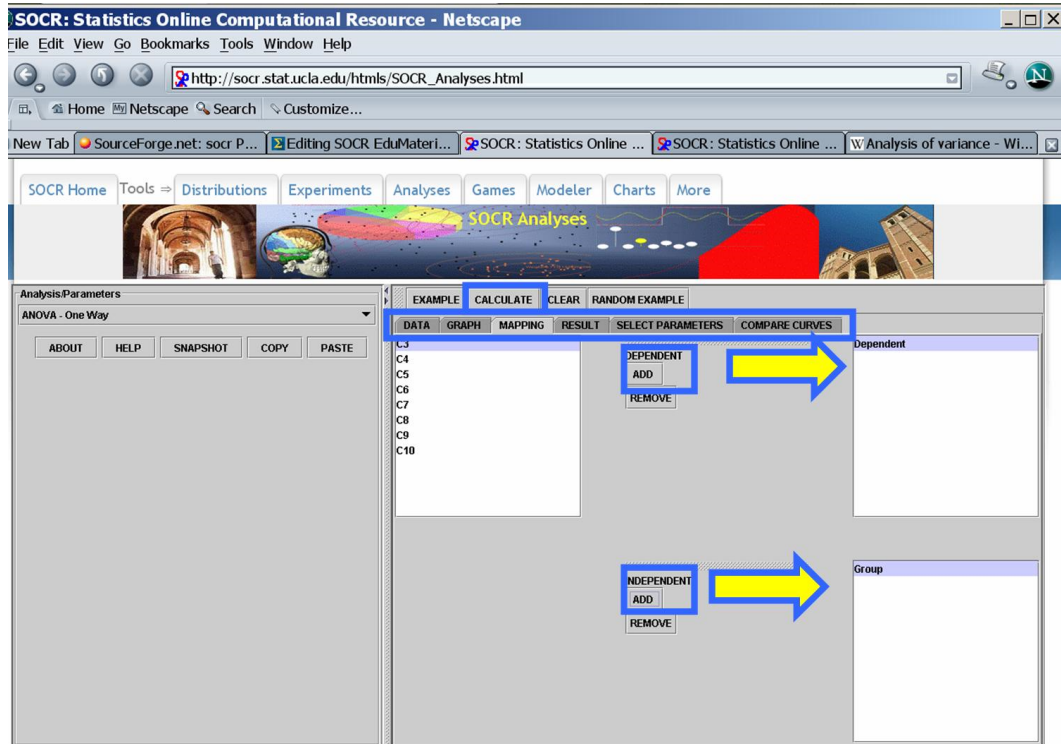 SOCR: Statistics Online Computational Resource - Netscape
File Edit View Go Bookmarks Tools Window Help
http://socr.stat.ucla.edu/htmls/SOCR_Analyses.html
Home My Netscape Search Customize...
New Tab SourceForge.net: socr P... Editing SOCR EduMateri... SOCR: Statistics Online ... SOCR: Statistics Online ... W Analysis of variance - Wi...
SOCR Home Tools ⇒ Distributions Experiments Analyses Games Modeler Charts More
SOCR Analyses
Analysis/Parameters
ANOVA - One Way
ABOUT HELP SNAPSHOT COPY PASTE
EXAMPLE CALCULATE CLEAR RANDOM EXAMPLE
DATA GRAPH MAPPING RESULT SELECT PARAMETERS COMPARE CURVES
C3
C4
C5
C6
C7
C8
C9
C10
DEPENDENT
ADD
REMOVE
Dependent
INDEPENDENT
ADD
REMOVE
Group